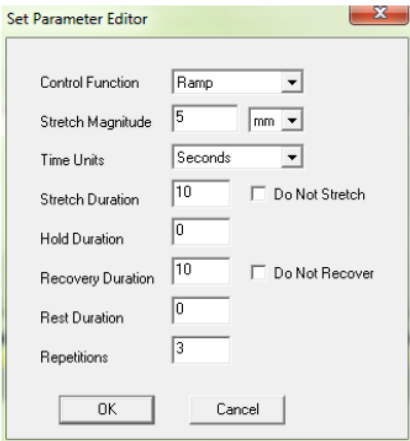 Set Parameter Editor
Control Function Ramp
Stretch Magnitude 5 mm
Time Units Seconds
Stretch Duration 10 Do Not Stretch
Hold Duration 0
Recovery Duration 10 Do Not Recover
Rest Duration 0
Repetitions 3
OK Cancel